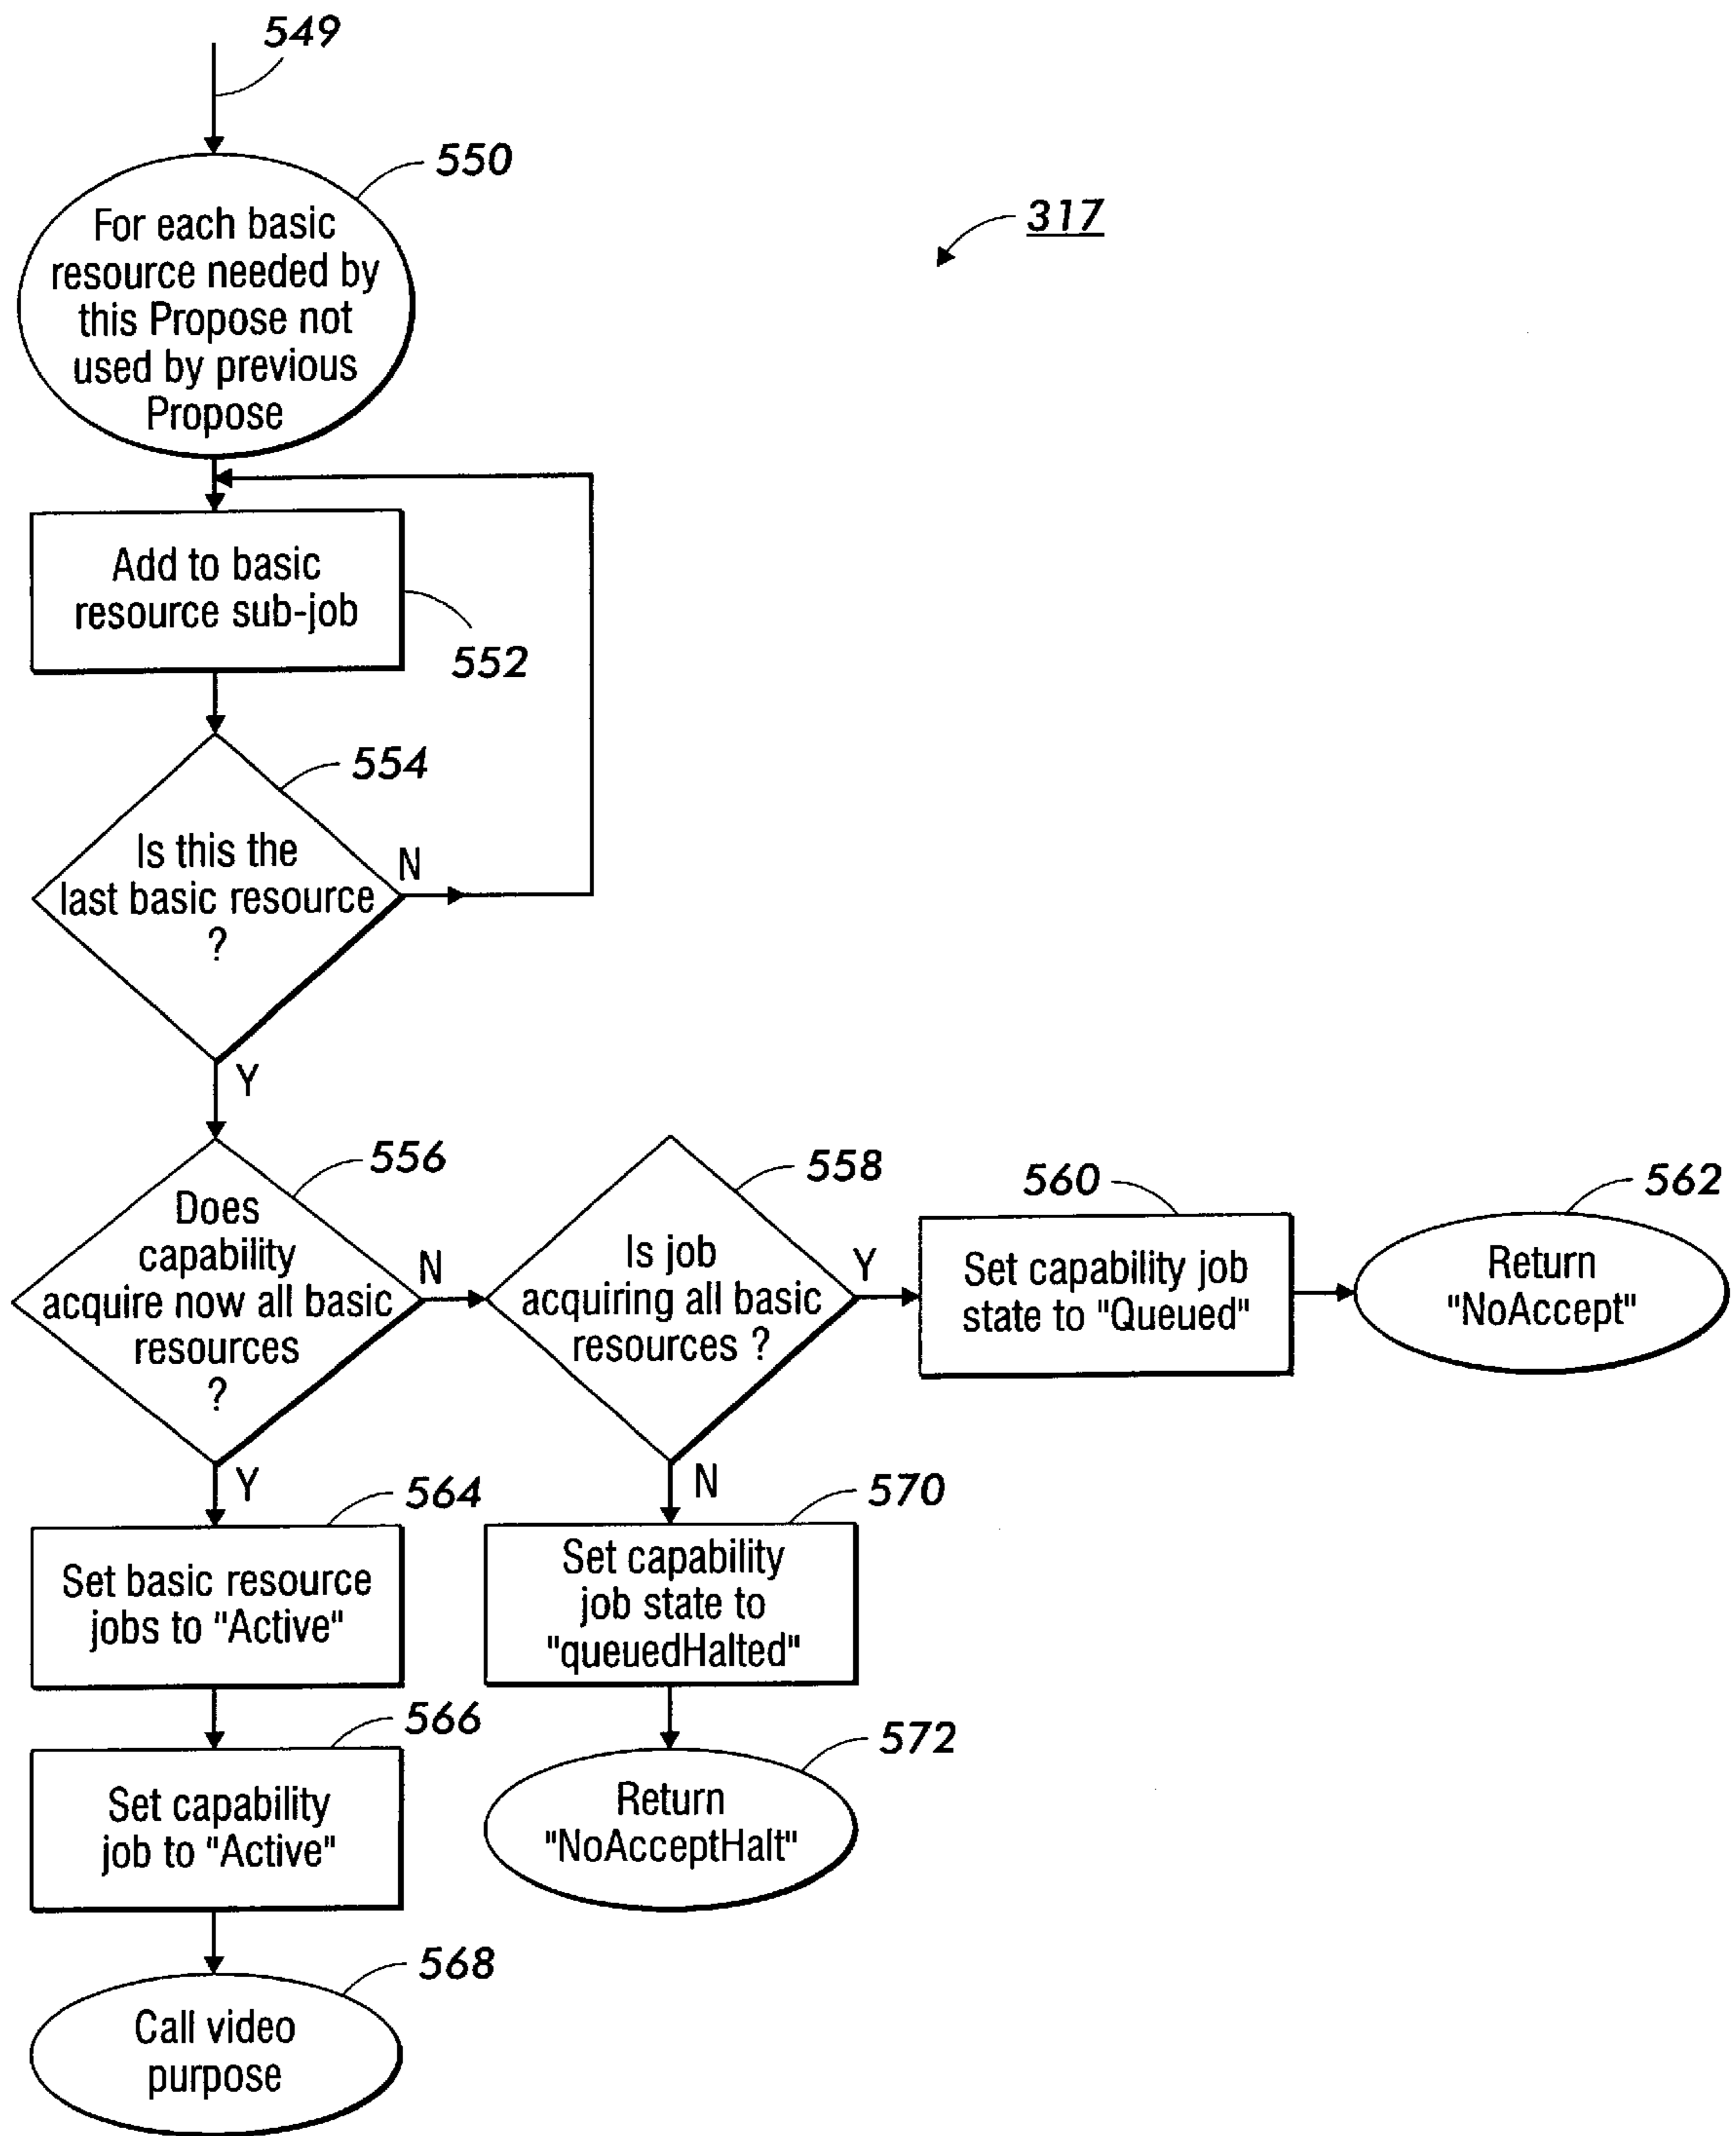 549
550
For each basic
resource needed by
this Propose not
used by previous
Propose
317
Add to basic
resource sub-job
552
554
Is this the
last basic resource
?
N
Y
556
Does
capability
acquire now all basic
resources
?
N
Y
558
Is job
acquiring all basic
resources ?
Y
N
560
Set capability job
state to "Queued"
562
Return
"NoAccept"
564
Set basic resource
jobs to "Active"
570
Set capability
job state to
"queuedHalted"
566
Set capability
job to "Active"
572
Return
"NoAcceptHalt"
568
Call video
purpose